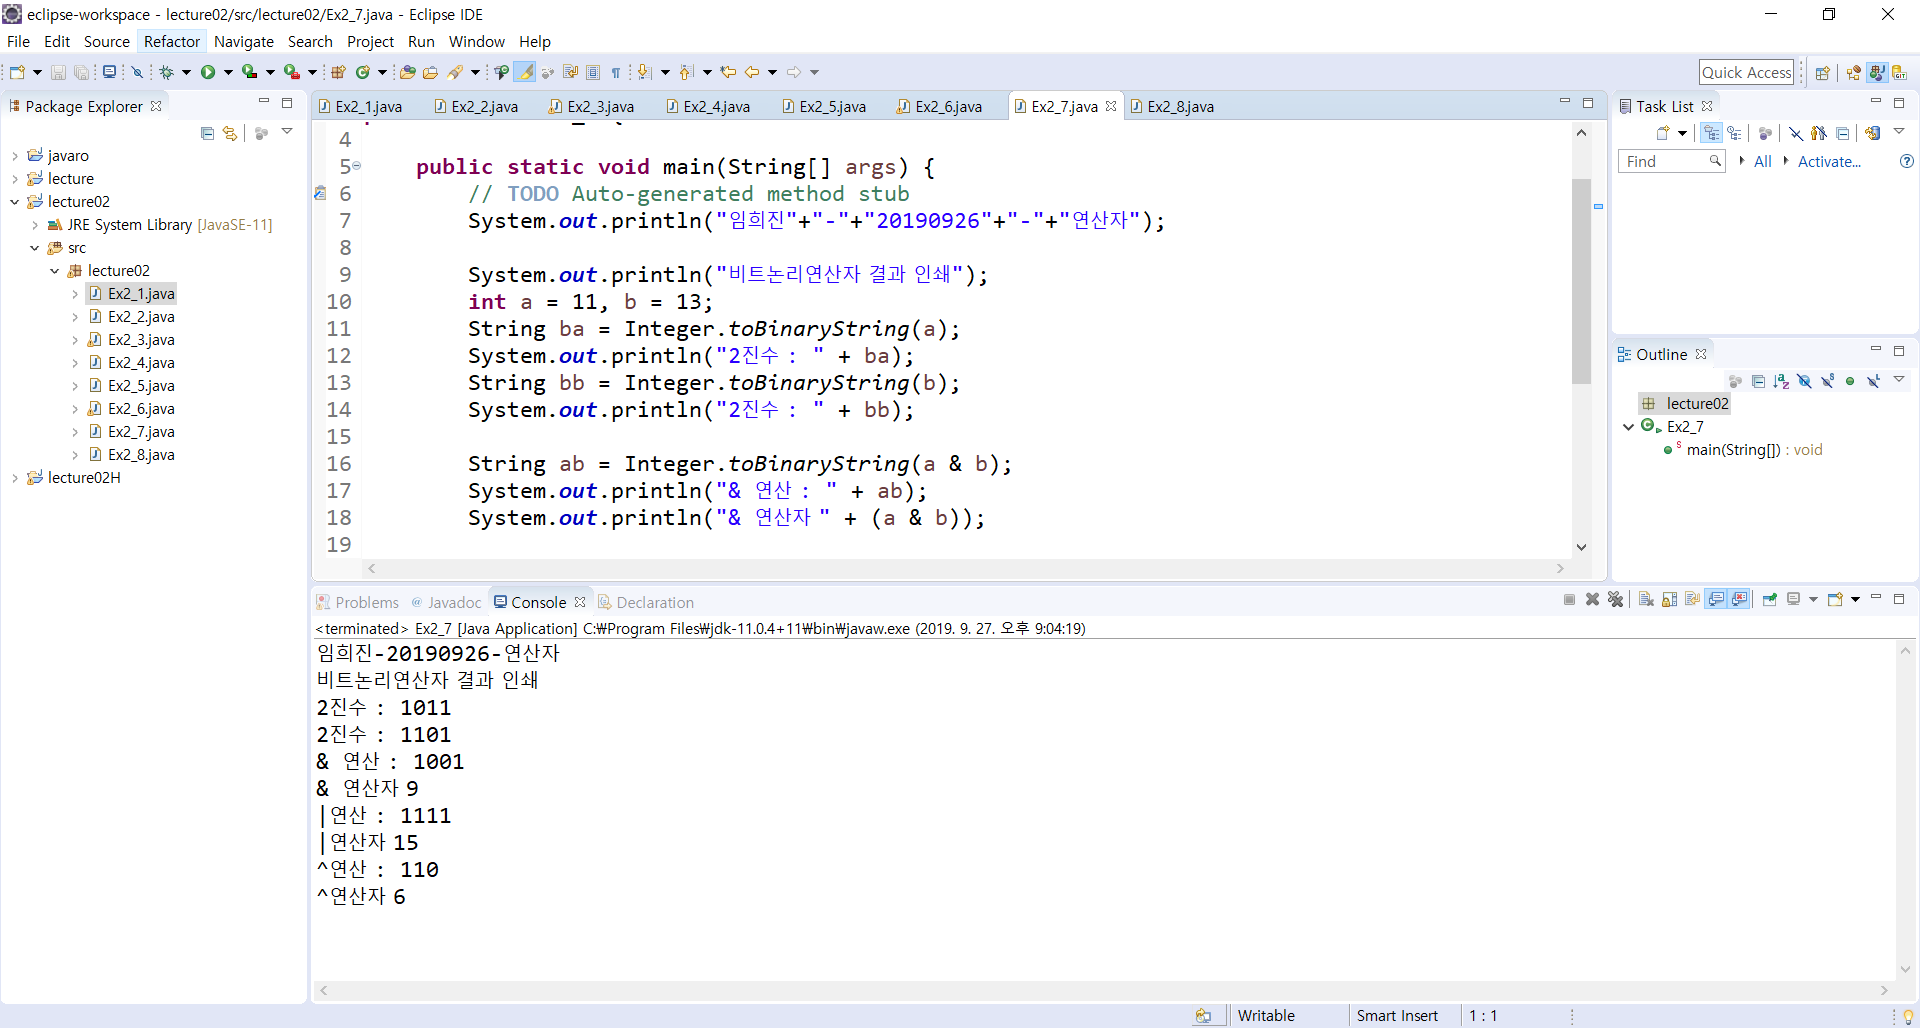 eclipse-workspace - lecture02/src/lecture02/Ex2_7.java - Eclipse IDE
File Edit Source Refactor Navigate Search Project Run Window Help
Quick Access
Package Explorer
javaro
lecture
lecture02
JRE System Library [JavaSE-11]
src
lecture02
Ex2_1.java
Ex2_2.java
Ex2_3.java
Ex2_4.java
Ex2_5.java
Ex2_6.java
Ex2_7.java
Ex2_8.java
lecture02H
Ex2_1.java Ex2_2.java Ex2_3.java Ex2_4.java Ex2_5.java Ex2_6.java Ex2_7.java Ex2_8.java
4
5 public static void main(String[] args) {
6 // TODO Auto-generated method stub
7 System.out.println("임희진"+"-"+"20190926"+"-"+"연산자");
8
9 System.out.println("비트논리연산자 결과 인쇄");
10 int a = 11, b = 13;
11 String ba = Integer.toBinaryString(a);
12 System.out.println("2진수 : " + ba);
13 String bb = Integer.toBinaryString(b);
14 System.out.println("2진수 : " + bb);
15
16 String ab = Integer.toBinaryString(a & b);
17 System.out.println("& 연산 : " + ab);
18 System.out.println("& 연산자 " + (a & b));
19
Task List
Find All Activate...
Outline
lecture02
Ex2_7
main(String[]) : void
Problems @ Javadoc Console Declaration
<terminated> Ex2_7 [Java Application] C:₩Program Files₩jdk-11.0.4+11₩bin₩javaw.exe (2019. 9. 27. 오후 9:04:19)
임희진-20190926-연산자
비트논리연산자 결과 인쇄
2진수 : 1011
2진수 : 1101
& 연산 : 1001
& 연산자 9
|연산 : 1111
|연산자 15
^연산 : 110
^연산자 6
Writable Smart Insert 1 : 1